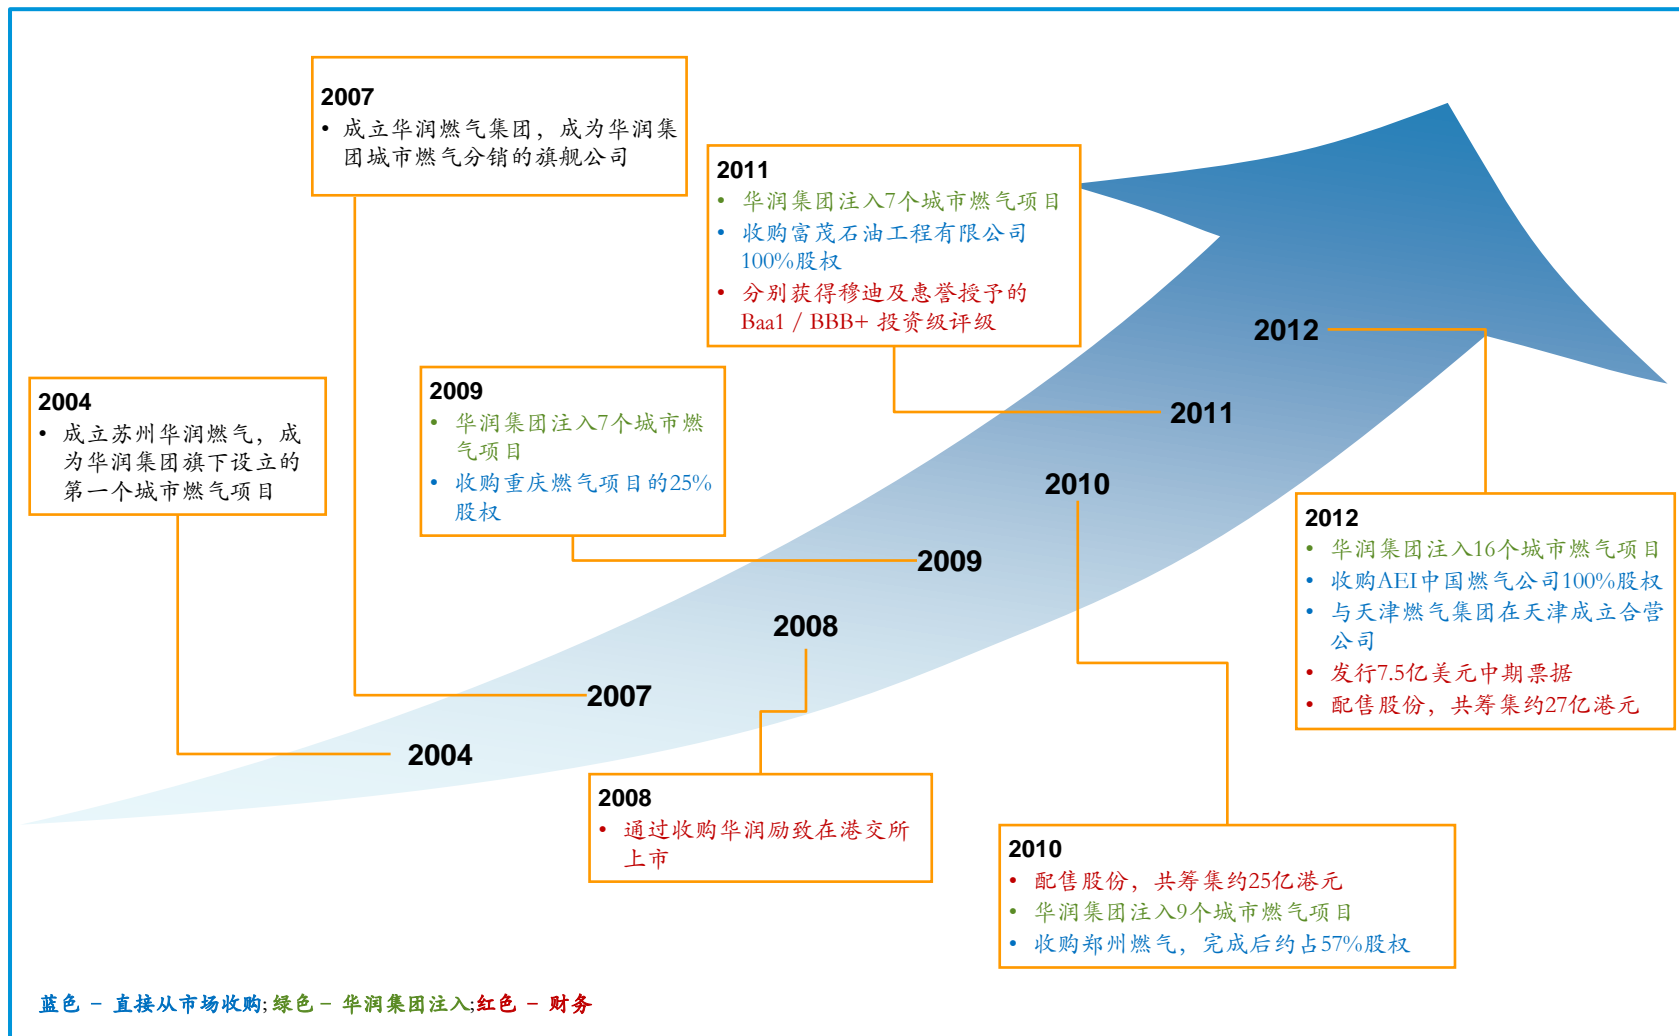 2007
• 成立华润燃气集团，成为华润集
团城市燃气分销的旗舰公司
2011
• 华润集团注入7个城市燃气项目
• 收购富茂石油工程有限公司
100%股权
• 分别获得穆迪及惠誉授予的
Baa1 / BBB+ 投资级评级
2004
• 成立苏州华润燃气，成
为华润集团旗下设立的
第一个城市燃气项目
2009
• 华润集团注入7个城市燃
气项目
• 收购重庆燃气项目的25%
股权
2012
2011
2010
2009
2008
2007
2004
2012
• 华润集团注入16个城市燃气项目
• 收购AEI中国燃气公司100%股权
• 与天津燃气集团在天津成立合营
公司
• 发行7.5亿美元中期票据
• 配售股份，共筹集约27亿港元
2008
• 通过收购华润励致在港交所
上市
2010
• 配售股份，共筹集约25亿港元
• 华润集团注入9个城市燃气项目
• 收购郑州燃气，完成后约占57%股权
蓝色 – 直接从市场收购;绿色 – 华润集团注入;红色 – 财务